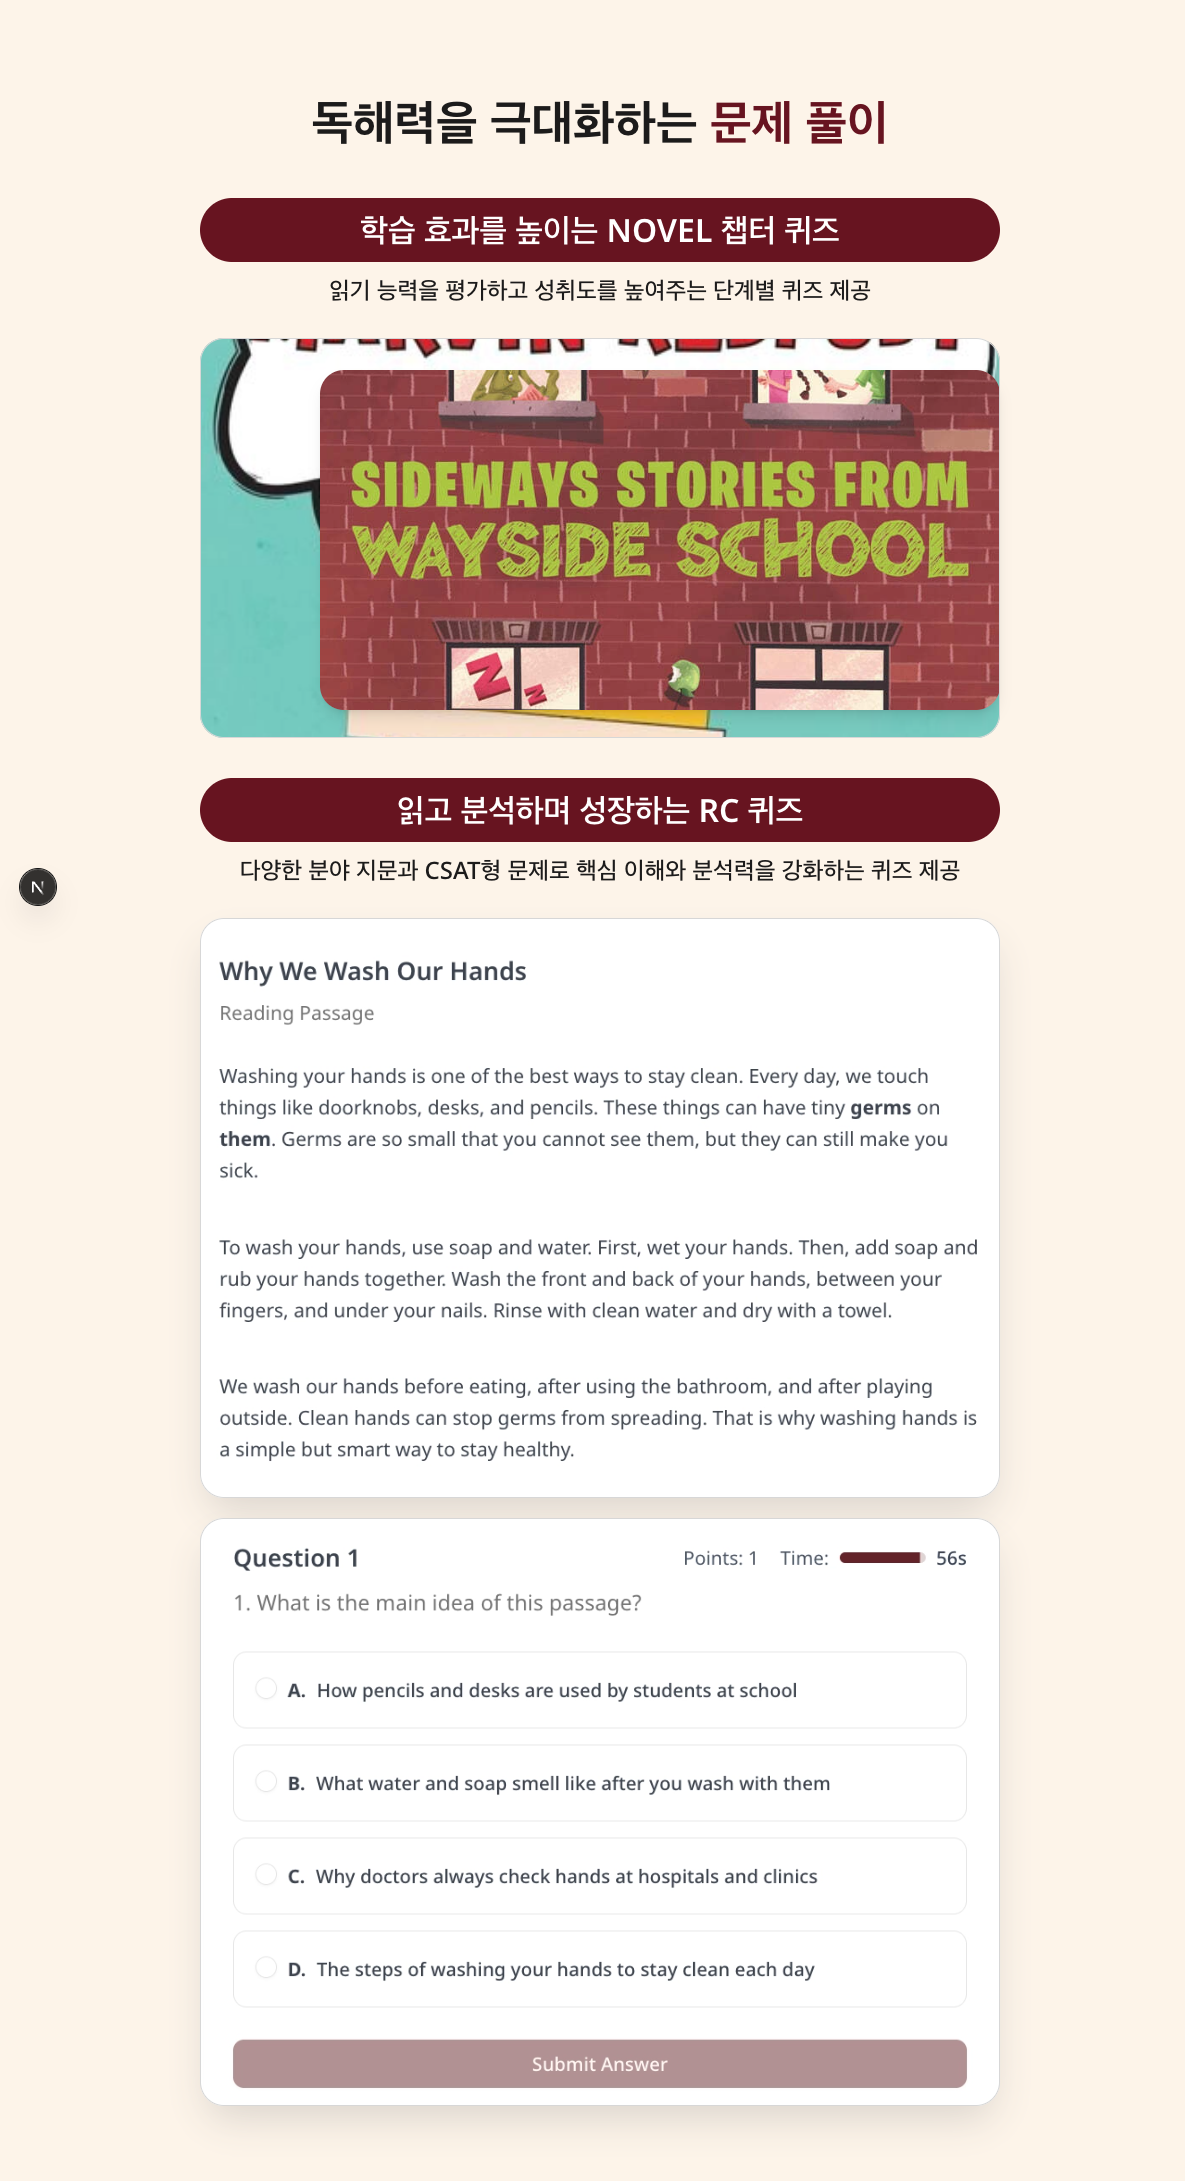 독해력을 극대화하는 문제 풀이
학습 효과를 높이는 NOVEL 챕터 퀴즈
읽기 능력을 평가하고 성취도를 높여주는 단계별 퀴즈 제공
MARVIN REDPOST
SIDEWAYS STORIES FROM
WAYSIDE SCHOOL
읽고 분석하며 성장하는 RC 퀴즈
다양한 분야 지문과 CSAT형 문제로 핵심 이해와 분석력을 강화하는 퀴즈 제공
N
Why We Wash Our Hands
Reading Passage
Washing your hands is one of the best ways to stay clean. Every day, we touch
things like doorknobs, desks, and pencils. These things can have tiny germs on
them. Germs are so small that you cannot see them, but they can still make you
sick.
To wash your hands, use soap and water. First, wet your hands. Then, add soap and
rub your hands together. Wash the front and back of your hands, between your
fingers, and under your nails. Rinse with clean water and dry with a towel.
We wash our hands before eating, after using the bathroom, and after playing
outside. Clean hands can stop germs from spreading. That is why washing hands is
a simple but smart way to stay healthy.
Question 1 Points: 1 Time: 56s
1. What is the main idea of this passage?
A. How pencils and desks are used by students at school
B. What water and soap smell like after you wash with them
C. Why doctors always check hands at hospitals and clinics
D. The steps of washing your hands to stay clean each day
Submit Answer